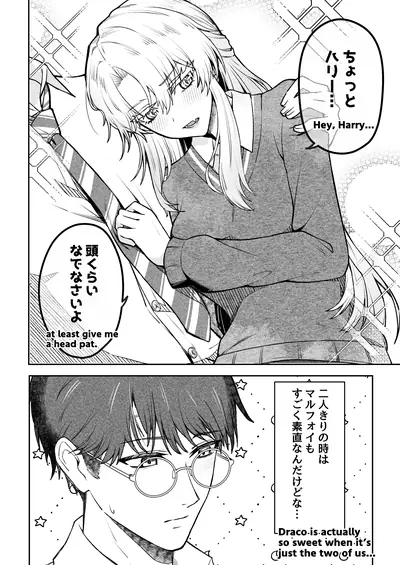 ちょっと
ハリー…
Hey, Harry...
頭くらい
なでなさいよ
at least give me
a head pat.
二人きりの時は
マルフォイも
すごく素直なんだけどな…
Draco is actually
so sweet when it's
just the two of us...